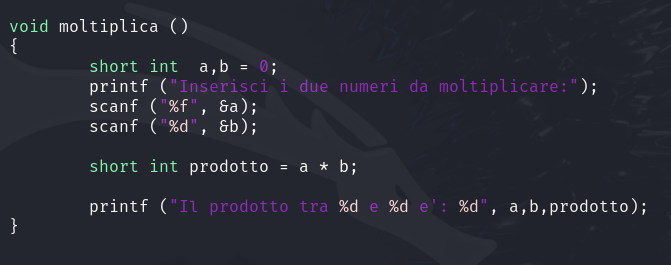 void moltiplica ()
{
        short int  a,b = 0;
        printf ("Inserisci i due numeri da moltiplicare:");
        scanf ("%f", &a);
        scanf ("%d", &b);

        short int prodotto = a * b;

        printf ("Il prodotto tra %d e %d e': %d", a,b,prodotto);
}